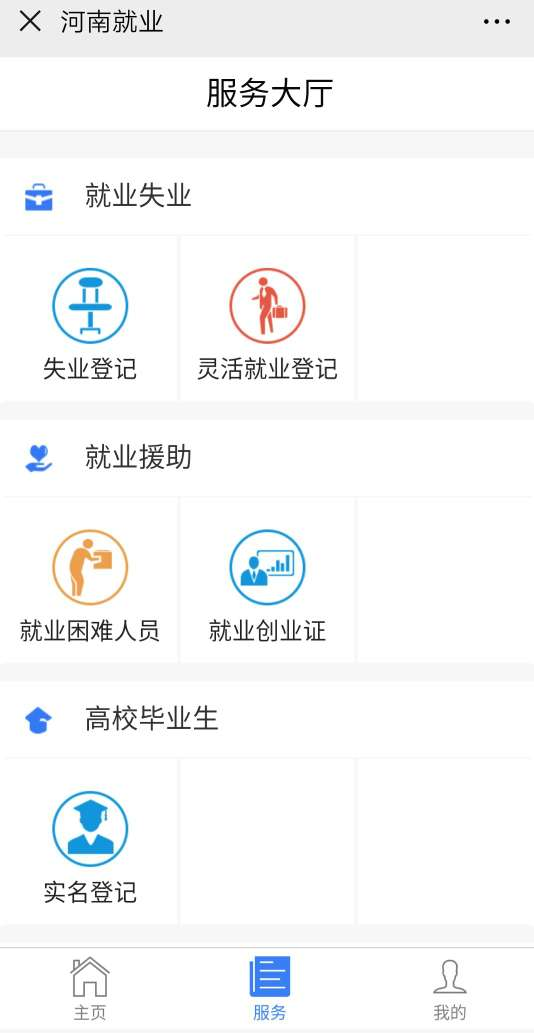 河南就业
服务大厅
就业失业
失业登记
灵活就业登记
就业援助
就业困难人员
就业创业证
高校毕业生
实名登记
主页
服务
我的